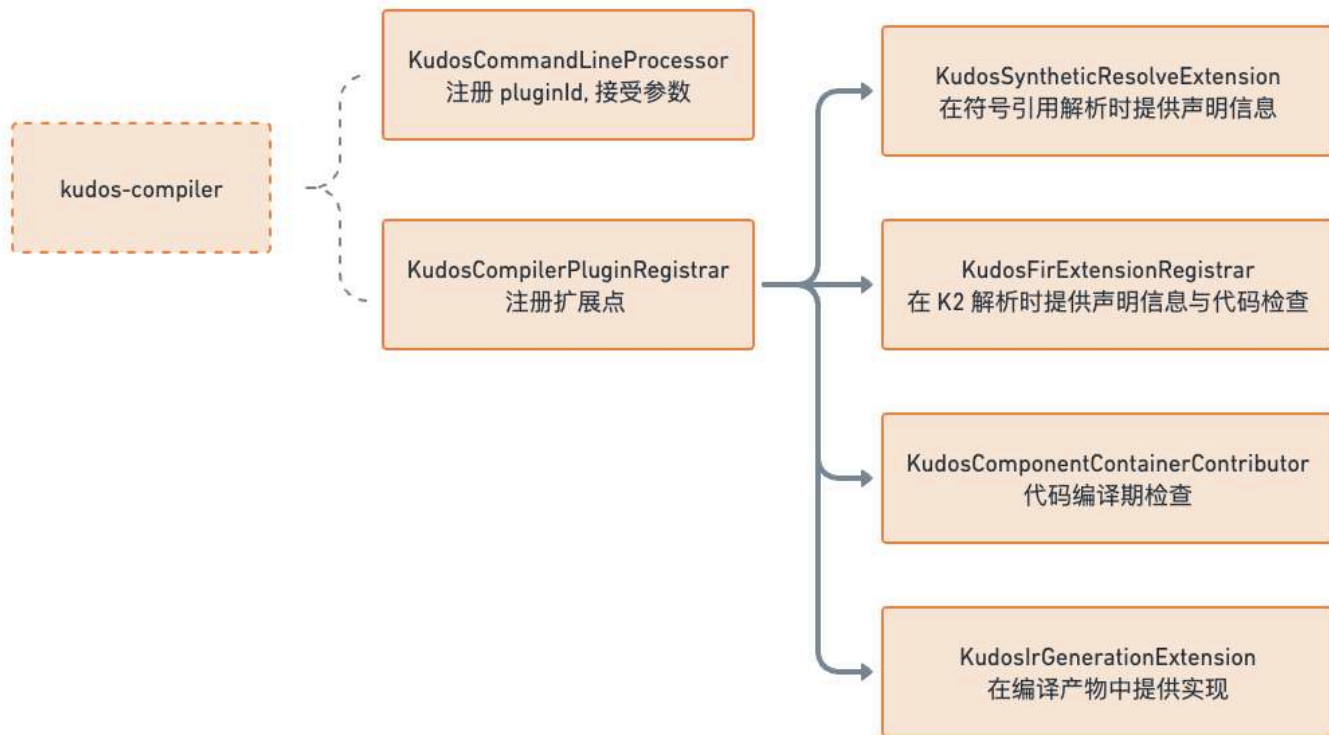 kudos-compiler
KudosCommandLineProcessor
注册 pluginId, 接受参数
KudosCompilerPluginRegistrar
注册扩展点
KudosSyntheticResolveExtension
在符号引用解析时提供声明信息
KudosFirExtensionRegistrar
在 K2 解析时提供声明信息与代码检查
KudosComponentContainerContributor
代码编译期检查
KudosIrGenerationExtension
在编译产物中提供实现